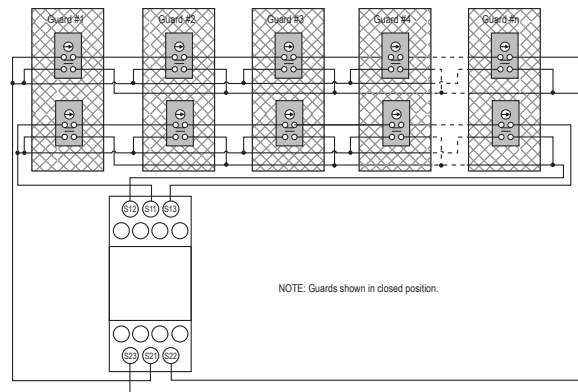 Guard #1 Guard #2 Guard #3 Guard #4 Guard #n
S12 S11 S13
NOTE: Guards shown in closed position.
S23 S21 S22